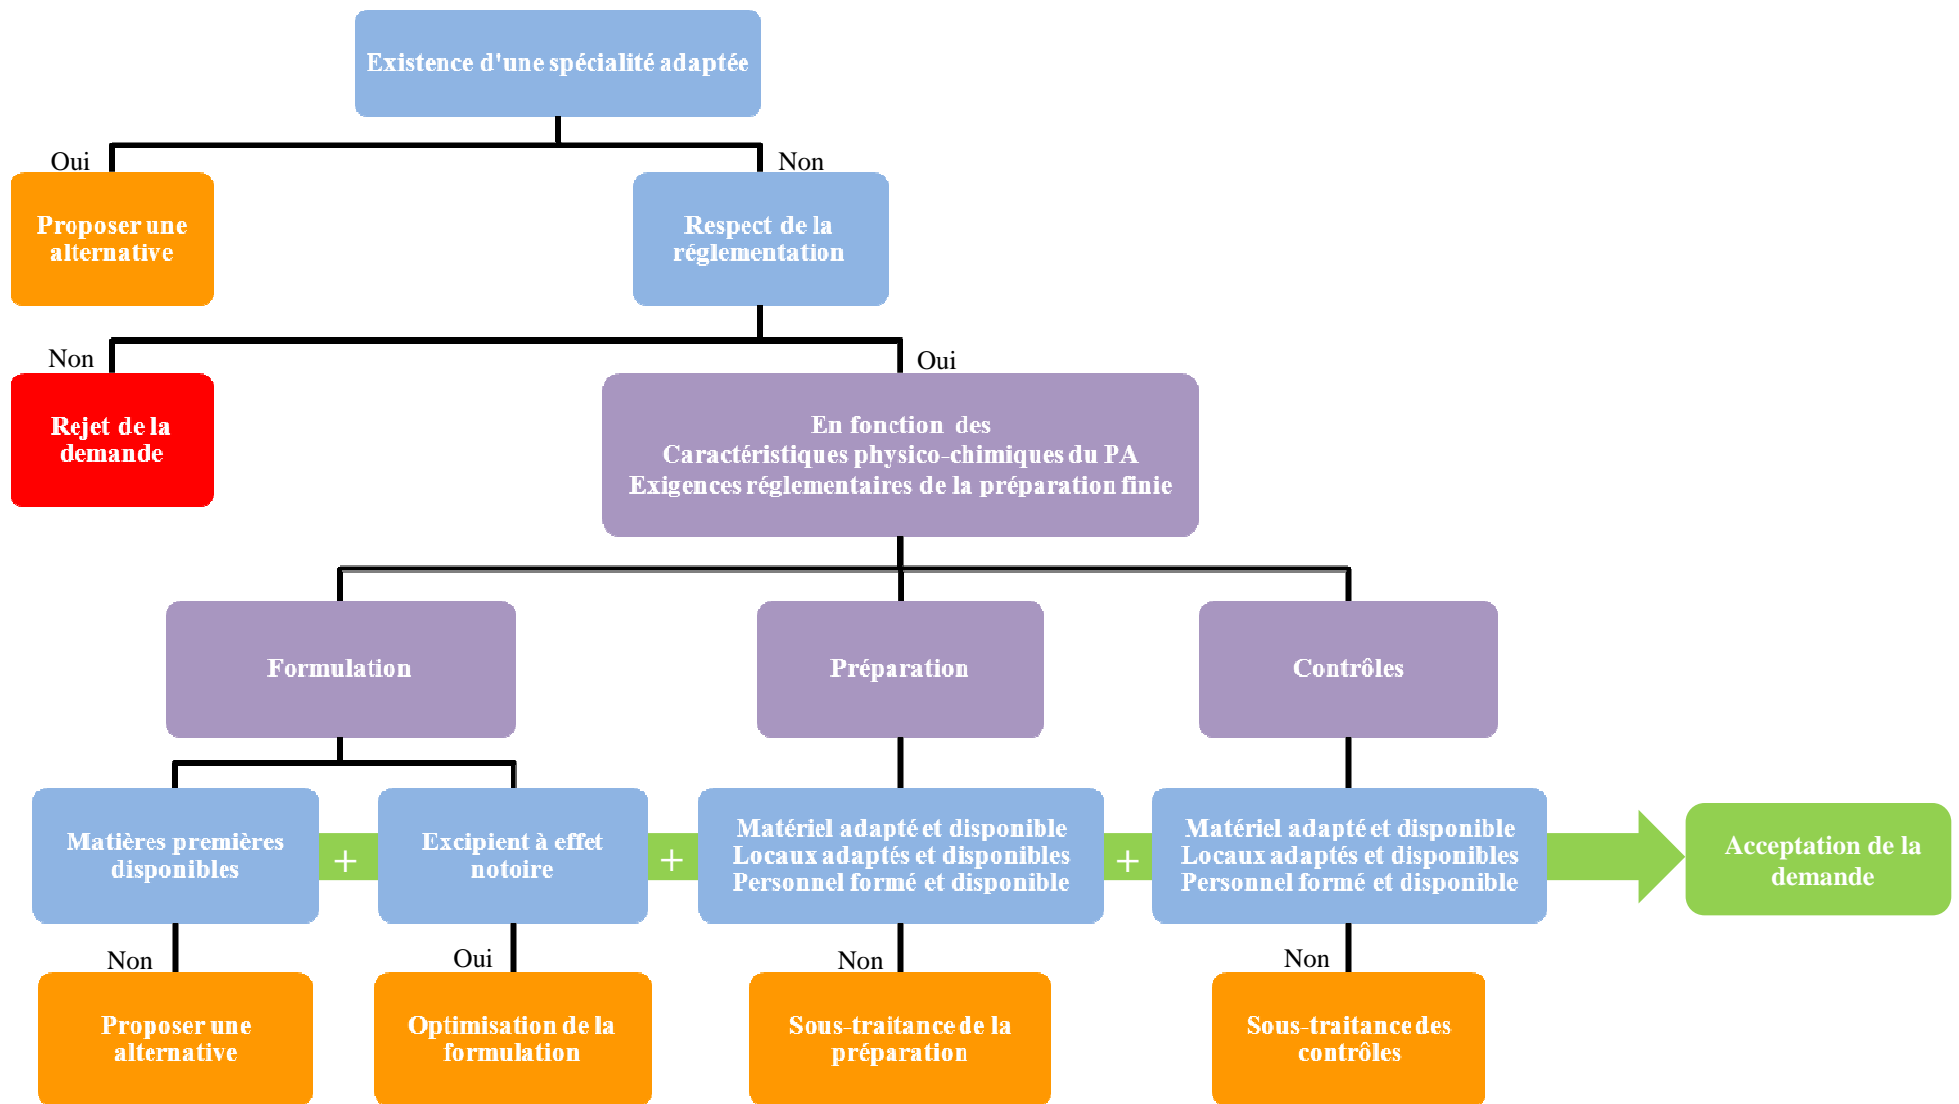 Existence d'une spécialité adaptée
Oui
Non
Proposer une
alternative
Respect de la
réglementation
Non
Oui
Rejet de la
demande
En fonction des
Caractéristiques physico-chimiques du PA
Exigences réglementaires de la préparation finie
Formulation
Préparation
Contrôles
Matières premières
disponibles
+
Excipient à effet
notoire
+
Matériel adapté et disponible
Locaux adaptés et disponibles
Personnel formé et disponible
+
Matériel adapté et disponible
Locaux adaptés et disponibles
Personnel formé et disponible
Acceptation de la
demande
Non
Oui
Non
Non
Proposer une
alternative
Optimisation de la
formulation
Sous-traitance de la
préparation
Sous-traitance des
contrôles